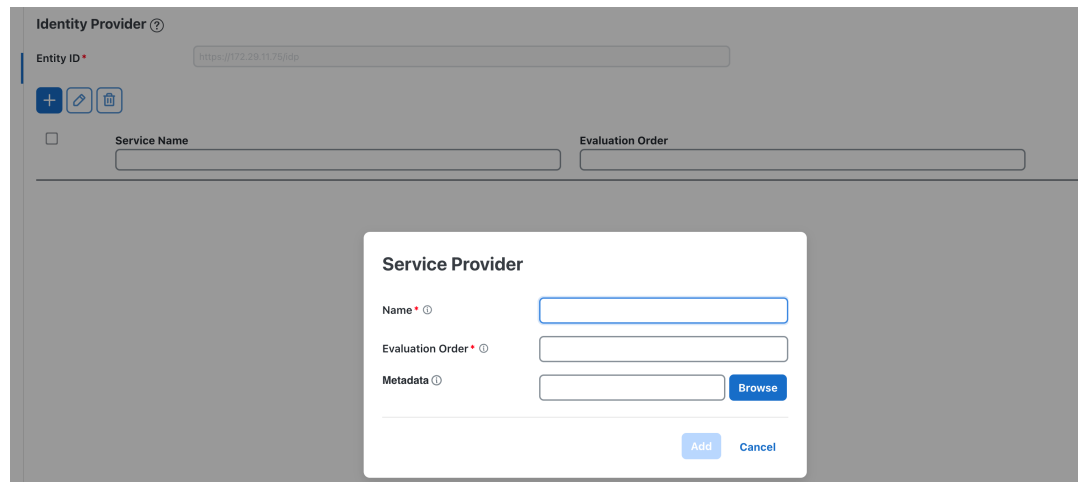 Identity Provider ?
Entity ID*
https://172.29.11.75/idp
Service Name
Evaluation Order
Service Provider
Name*
Evaluation Order*
Metadata
Browse
Add
Cancel